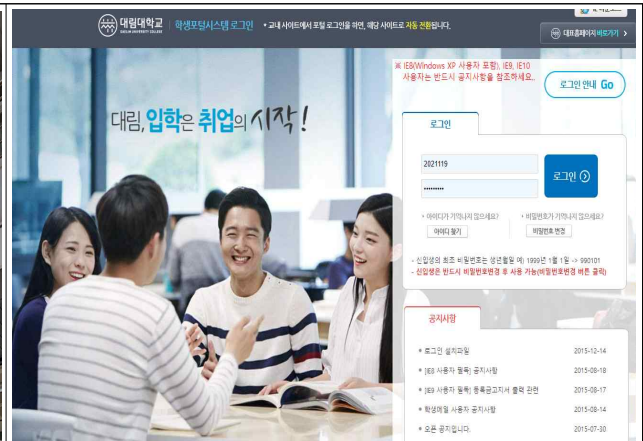 대림대학교
DAELIM UNIVERSITY COLLEGE
학생포털시스템 로그인
• 교내 사이트에서 포털 로그인을 하면, 해당 사이트로 자동 전환됩니다.
대표홈페이지 바로가기 >
※ IE8(Windows XP 사용자 포함), IE9, IE10
사용자는 반드시 공지사항을 참조하세요..
로그인 안내 Go
대림, 입학은 취업의 시작!
로그인
2021119
•••••••••
로그인
• 아이디가 기억나지 않으세요?
아이디 찾기
• 비밀번호가 기억나지 않으세요?
비밀번호 변경
- 신입생의 최초 비밀번호는 생년월일 예) 1999년 1월 1일 -> 990101
- 신입생은 반드시 비밀번호변경 후 사용 가능(비밀번호변경 버튼 클릭)
공지사항
• 로그인 설치파일 2015-12-14
• [IE8 사용자 필독] 공지사항 2015-08-18
• [IE9 사용자 필독] 등록금고지서 출력 관련 2015-08-17
• 학생메일 사용자 공지사항 2015-08-14
• 오픈 공지입니다. 2015-07-30